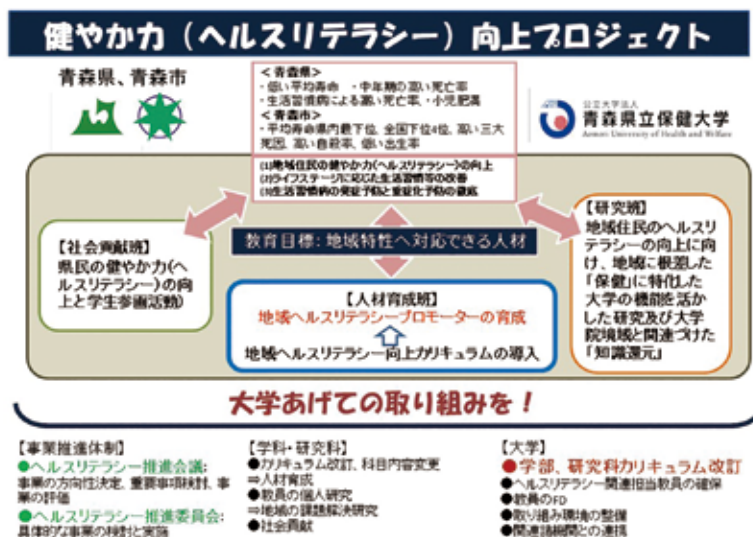 健やか力（ヘルスリテラシー）向上プロジェクト
青森県、青森市
＜青森県＞
・低い平均寿命　・中年期の高い死亡率
・生活習慣病による高い死亡率・小児肥満
＜青森市＞
・平均寿命県内最下位、全国下位4位、高い三大
死因、高い自殺率、低い出生率
(1)地域住民の健やか力(ヘルスリテラシー)の向上
(2)ライフステージに応じた生活習慣等の改善
(3)生活習慣病の発症予防と重症化予防の徹底
公立大学法人
青森県立保健大学
Aomori University of Health and Welfare
【社会貢献班】
県民の健やか力(ヘ
ルスリテラシー)の向
上と学生参画活動)
教育目標：地域特性へ対応できる人材
【人材育成班】
地域ヘルスリテラシープロモーターの育成
地域ヘルスリテラシー向上カリキュラムの導入
【研究班】
地域住民のヘルスリ
テラシーの向上に向
け、地域に根差した
「保健」に特化した
大学の機能を活か
した研究及び大学
院境域と関連づけた
「知識還元」
大学あげての取り組みを！
【事業推進体制】
●ヘルスリテラシー推進会議：
事業の方向性決定、重要事項検討、事
業の評価
●ヘルスリテラシー推進委員会：
具体的な事業の検討と実施
【学科・研究科】
●カリキュラム改訂、科目内容変更
⇒人材育成
●教員の個人研究
⇒地域の課題解決研究
●社会貢献
【大学】
●学部、研究科カリキュラム改訂
●ヘルスリテラシー関連担当教員の確保
●教員のFD
●取り組み環境の整備
●関連諸機関との連携